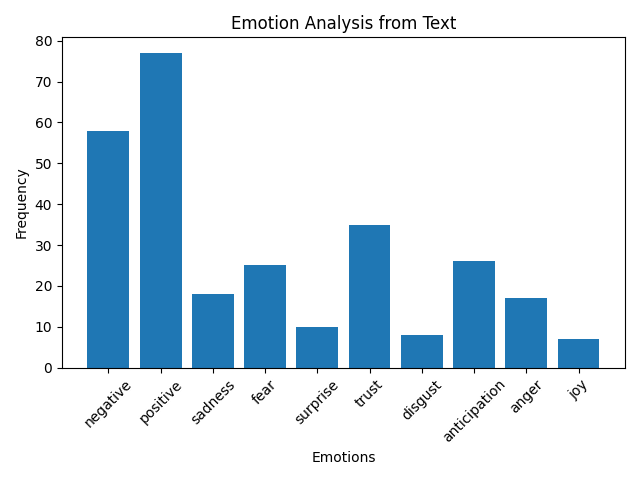 Emotion Analysis from Text
80
70
60
50
40
30
20
10
0
Frequency
negative
positive
sadness
fear
surprise
trust
disgust
anticipation
anger
joy
Emotions